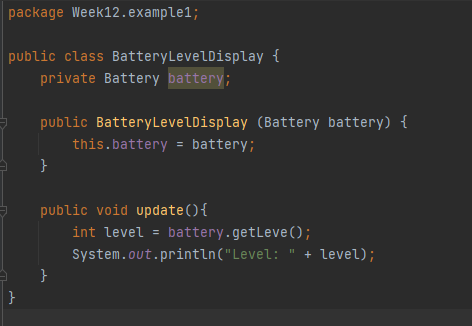 package Week12.example1;
public class BatteryLevelDisplay {
private Battery battery;
public BatteryLevelDisplay (Battery battery) {
this.battery = battery;
}
public void update(){
int level = battery.getLeve();
System.out.println("Level: " + level);
}
}